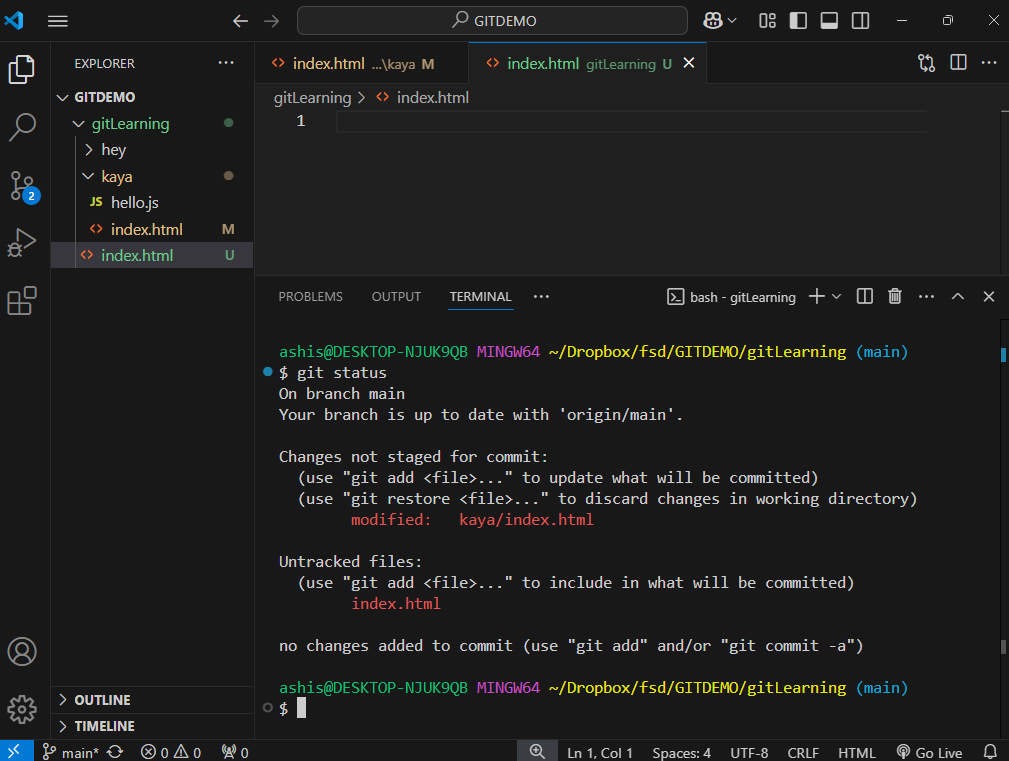 GITDEMO
EXPLORER
GITDEMO
gitLearning
hey
kaya
JS hello.js
index.html M
index.html U
OUTLINE
TIMELINE
2
index.html ...\kaya M
index.html gitLearning U
gitLearning > index.html
1
PROBLEMS OUTPUT TERMINAL
bash - gitLearning
ashis@DESKTOP-NJUK9QB MINGW64 ~/Dropbox/fsd/GITDEMO/gitLearning (main)
$ git status
On branch main
Your branch is up to date with 'origin/main'.
Changes not staged for commit:
(use "git add <file>..." to update what will be committed)
(use "git restore <file>..." to discard changes in working directory)
modified: kaya/index.html
Untracked files:
(use "git add <file>..." to include in what will be committed)
index.html
no changes added to commit (use "git add" and/or "git commit -a")
ashis@DESKTOP-NJUK9QB MINGW64 ~/Dropbox/fsd/GITDEMO/gitLearning (main)
$
main* 0 0 0 Ln 1, Col 1 Spaces: 4 UTF-8 CRLF HTML Go Live